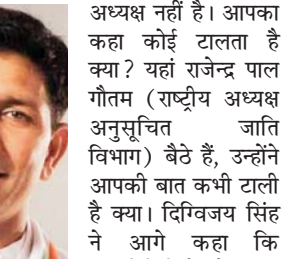 अध्यक्ष नहीं है। आपका
कहा कोई टालता है
क्या? यहां राजेन्द्र पाल
गौतम (राष्ट्रीय अध्यक्ष
अनुसूचित जाति
विभाग) बैठे हैं, उन्होंने
आपकी बात कभी टाली
है क्या। दिग्विजय सिंह
ने आगे कहा कि